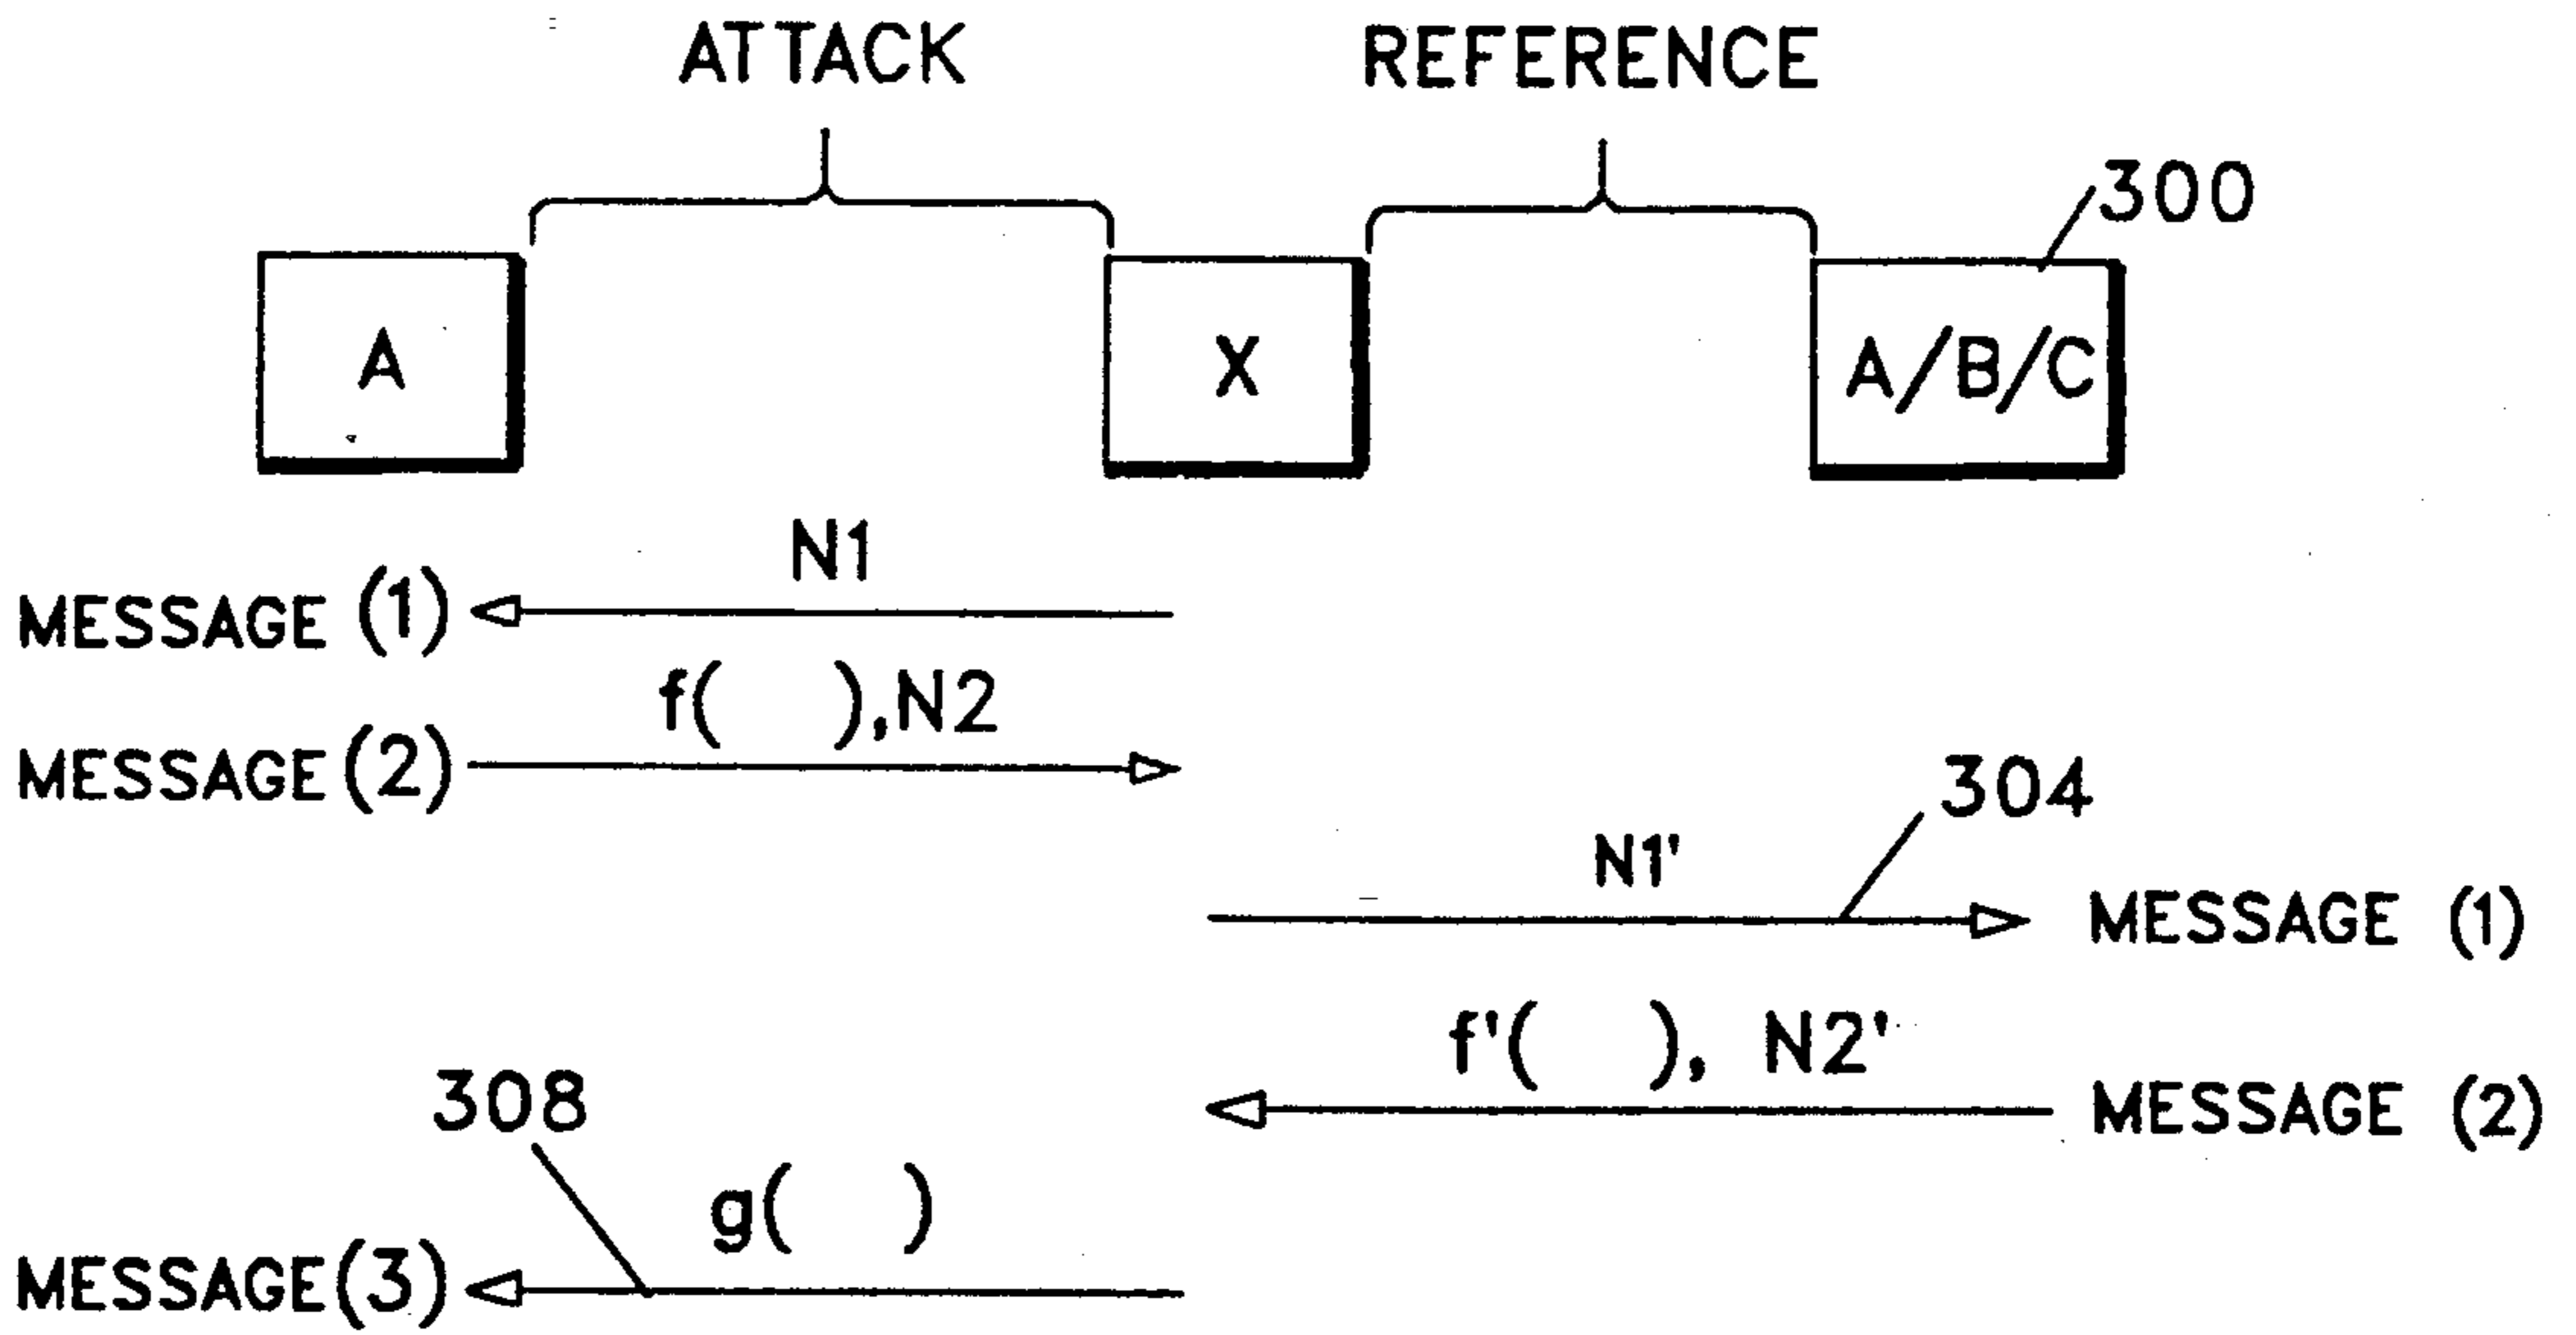 ATTACK REFERENCE
300
A X A/B/C
N1
MESSAGE (1)
f( ),N2
MESSAGE (2)
304
N1'
MESSAGE (1)
f'( ), N2'
MESSAGE (2)
308
g( )
MESSAGE (3)